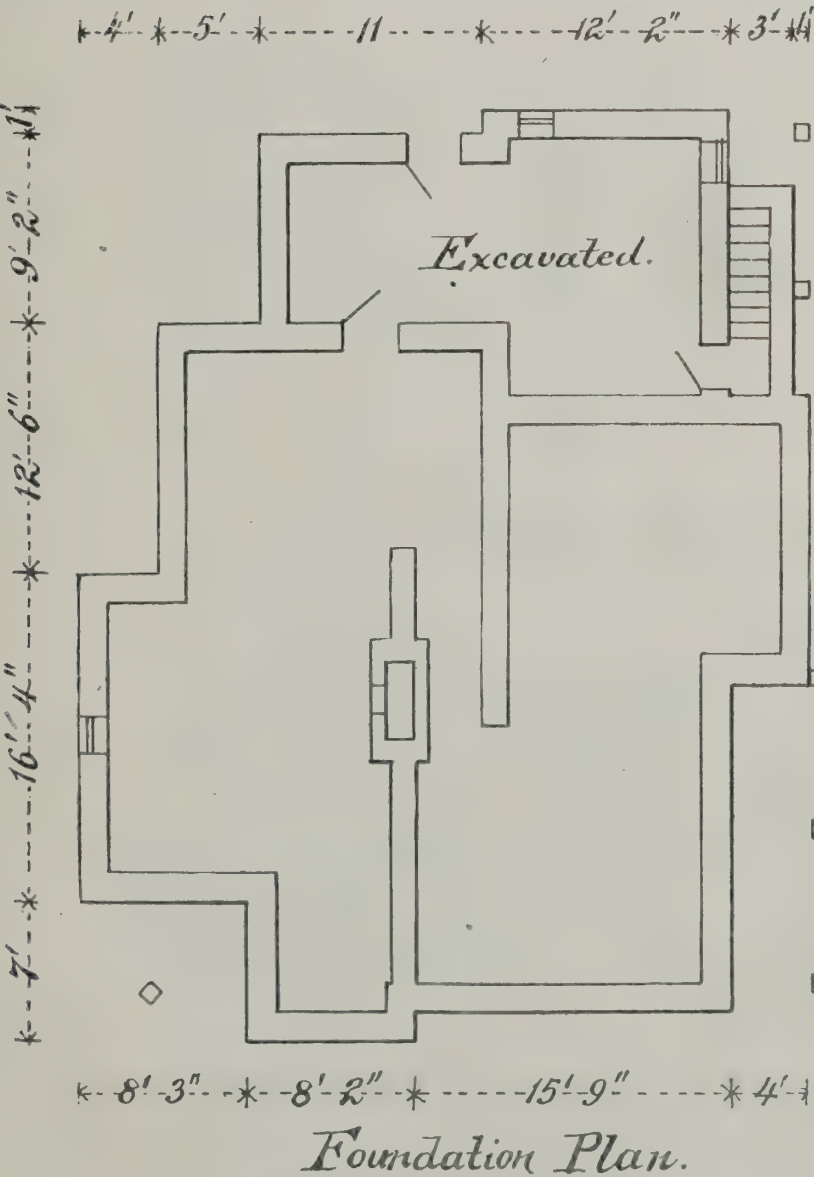 4' 5' 11 12' 2" 3' 1'
1'
9' 2"
Excavated.
12' 6"
16' 4"
7'
8' 3" 8' 2" 15' 9" 4'
Foundation Plan.